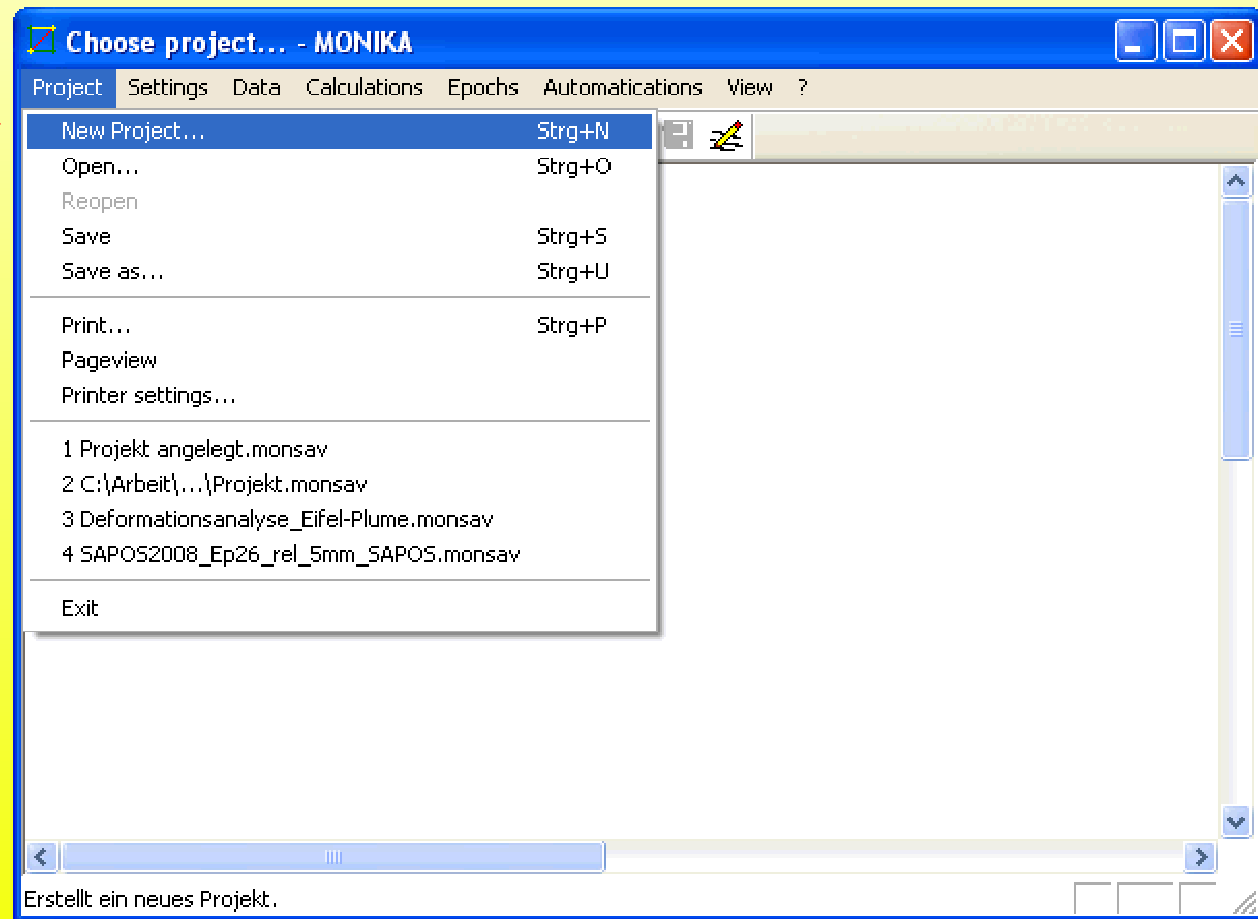 Choose project... - MONIKA
Project Settings Data Calculations Epochs Automatications View ?
New Project... Strg+N
Open... Strg+O
Reopen
Save Strg+S
Save as... Strg+U
Print... Strg+P
Pageview
Printer settings...
1 Projekt angelegt.monsav
2 C:\Arbeit\...\Projekt.monsav
3 Deformationsanalyse_Eifel-Plume.monsav
4 SAPOS2008_Ep26_rel_5mm_SAPOS.monsav
Exit
Erstellt ein neues Projekt.